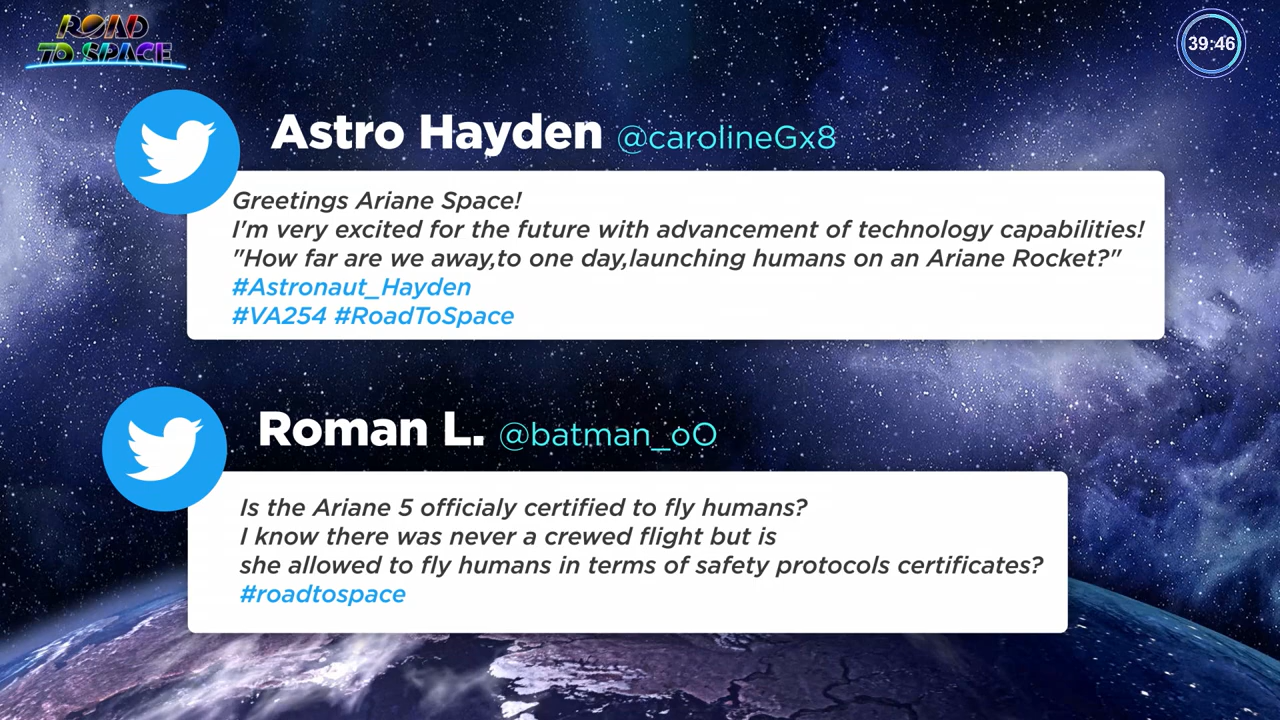 ROAD
TO SPACE
39:46
Astro Hayden @carolineGx8
Greetings Ariane Space!
I'm very excited for the future with advancement of technology capabilities!
"How far are we away,to one day,launching humans on an Ariane Rocket?"
#Astronaut_Hayden
#VA254 #RoadToSpace
Roman L. @batman_oO
Is the Ariane 5 officialy certified to fly humans?
I know there was never a crewed flight but is
she allowed to fly humans in terms of safety protocols certificates?
#roadtospace